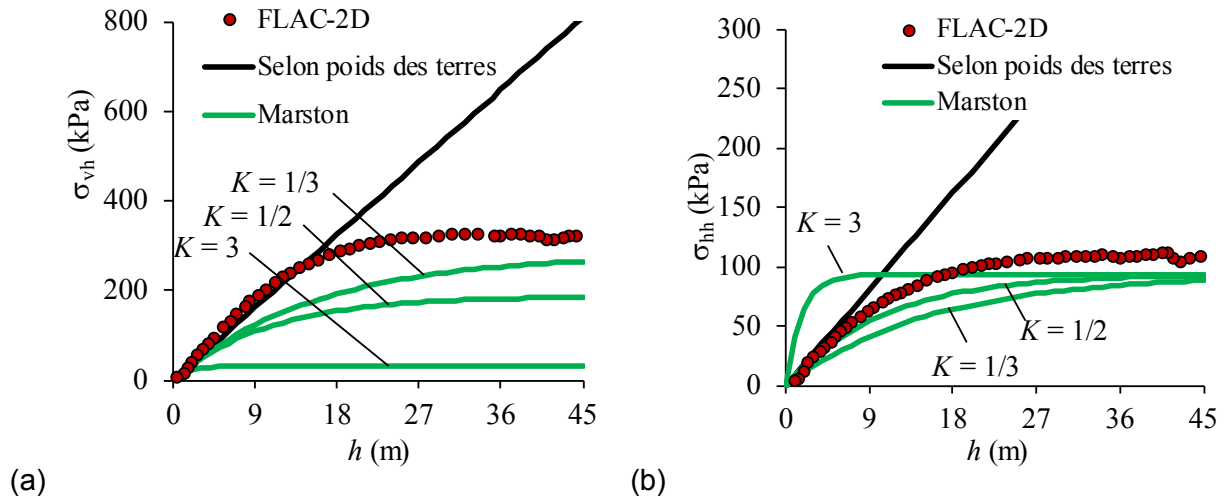 800
600
400
200
0
σvh (kPa)
FLAC-2D
Selon poids des terres
Marston
K = 1/3
K = 1/2
K = 3
0 9 18 27 36 45
h (m)
(a)
300
250
200
150
100
50
0
σhh (kPa)
FLAC-2D
Selon poids des terres
Marston
K = 3
K = 1/2
K = 1/3
0 9 18 27 36 45
h (m)
(b)